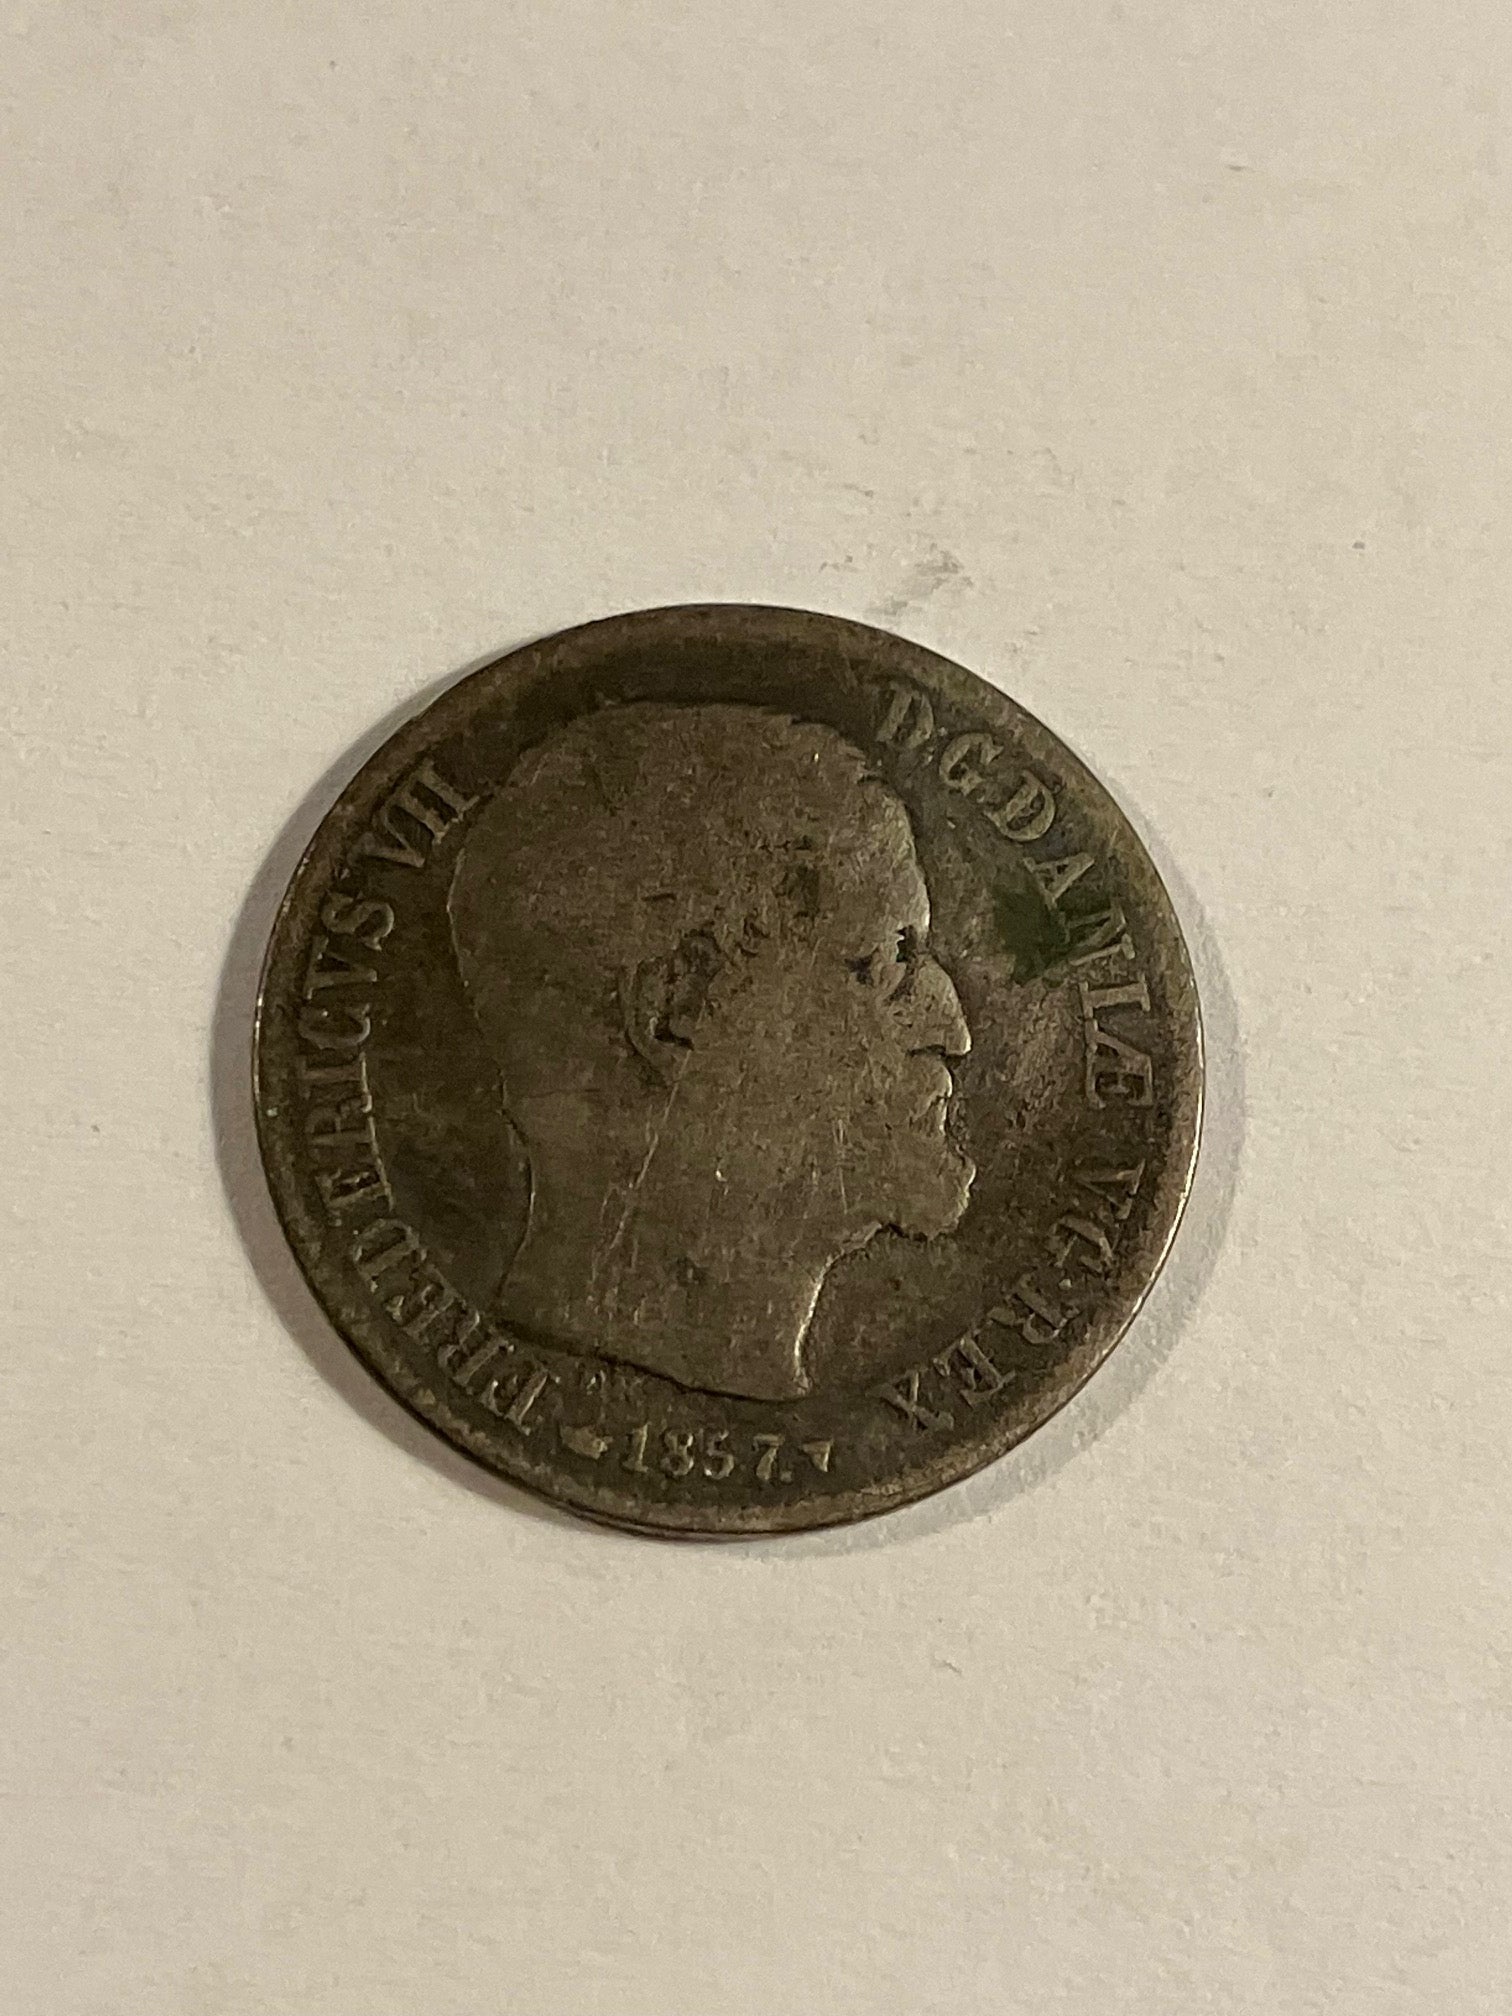 FREDERICVS VII D.G.DANIÆ V.G.REX
1857.